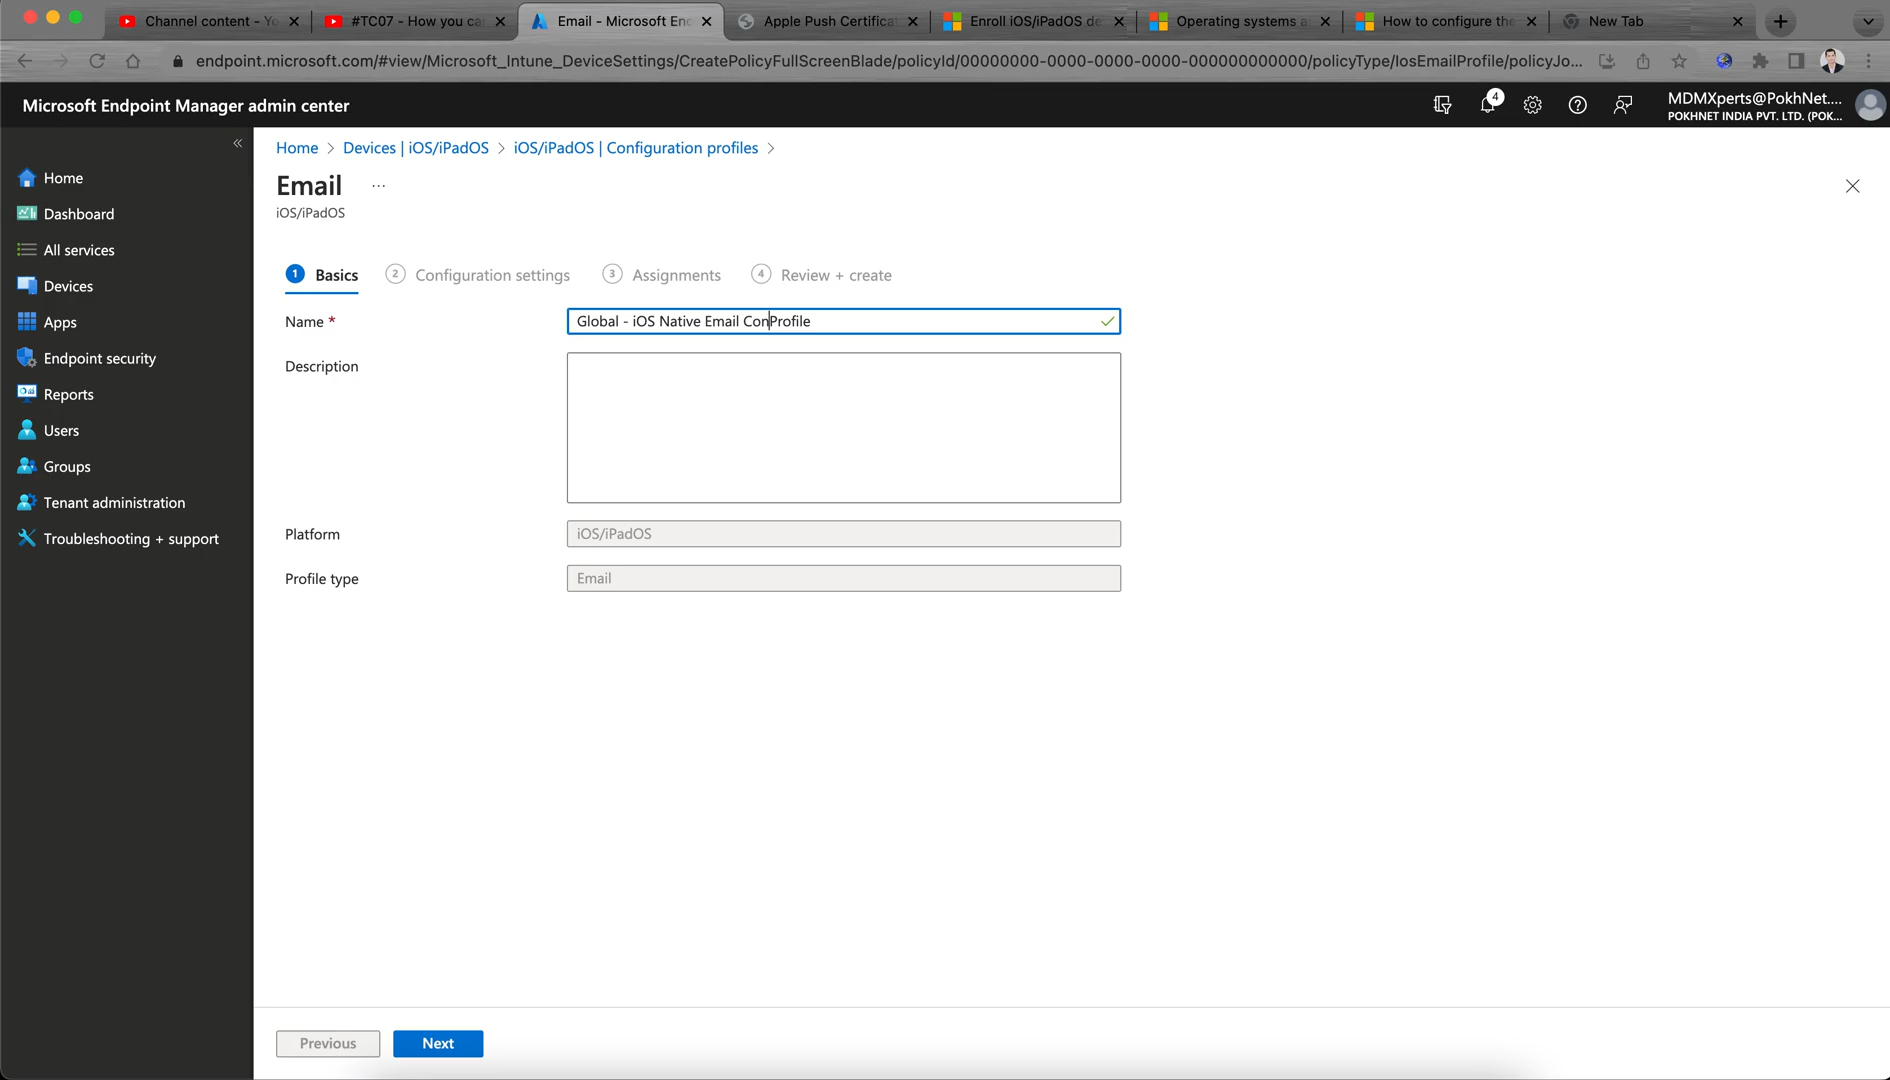 Channel content - Yo
#TC07 - How you ca
Email - Microsoft En
Apple Push Certifica
Enroll iOS/iPadOS de
Operating systems a
How to configure the
New Tab
endpoint.microsoft.com/#view/Microsoft_Intune_DeviceSettings/CreatePolicyFullScreenBlade/policyId/00000000-0000-0000-0000-000000000000/policyType/IosEmailProfile/policyJo...
Microsoft Endpoint Manager admin center
4
MDMXperts@PokhNet....
POKHNET INDIA PVT. LTD. (POK...
Home
Dashboard
All services
Devices
Apps
Endpoint security
Reports
Users
Groups
Tenant administration
Troubleshooting + support
Home > Devices | iOS/iPadOS > iOS/iPadOS | Configuration profiles >
Email ...
iOS/iPadOS
1 Basics
2 Configuration settings
3 Assignments
4 Review + create
Name *
Global - iOS Native Email ConProfile
Description
Platform
iOS/iPadOS
Profile type
Email
Previous
Next